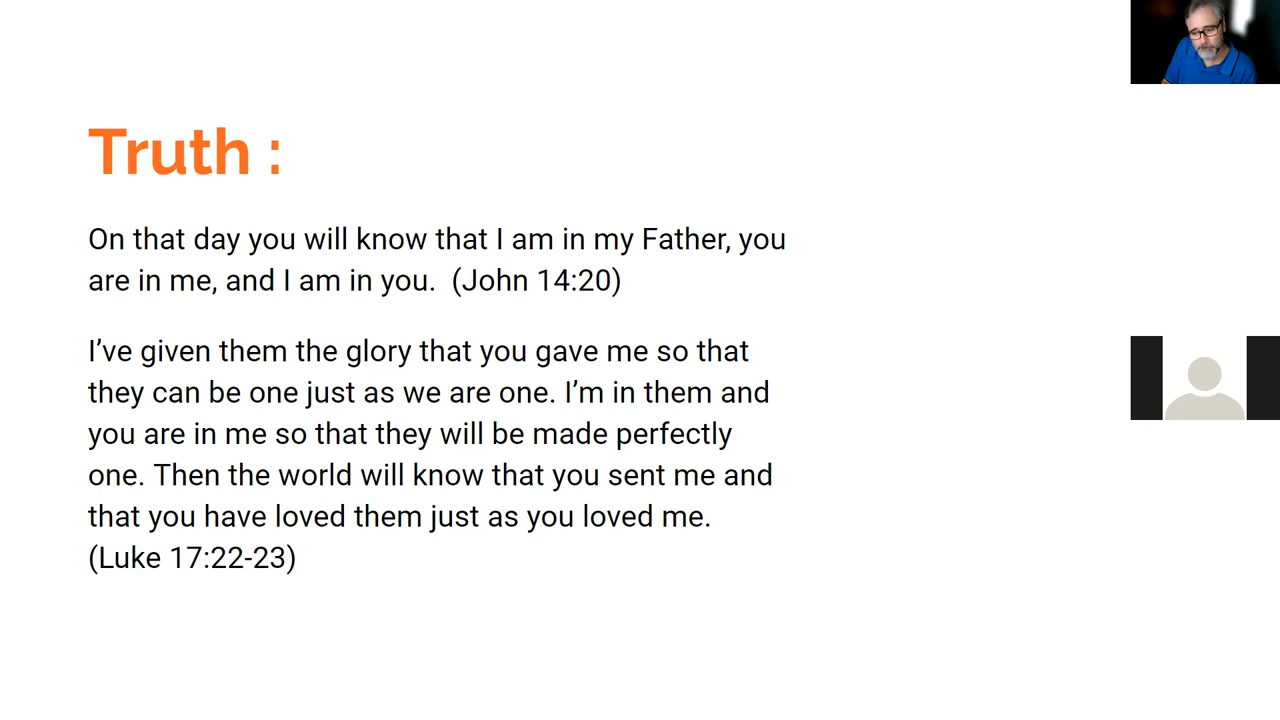 Truth :
On that day you will know that I am in my Father, you
are in me, and I am in you.  (John 14:20)
I’ve given them the glory that you gave me so that
they can be one just as we are one. I’m in them and
you are in me so that they will be made perfectly
one. Then the world will know that you sent me and
that you have loved them just as you loved me.
(Luke 17:22-23)